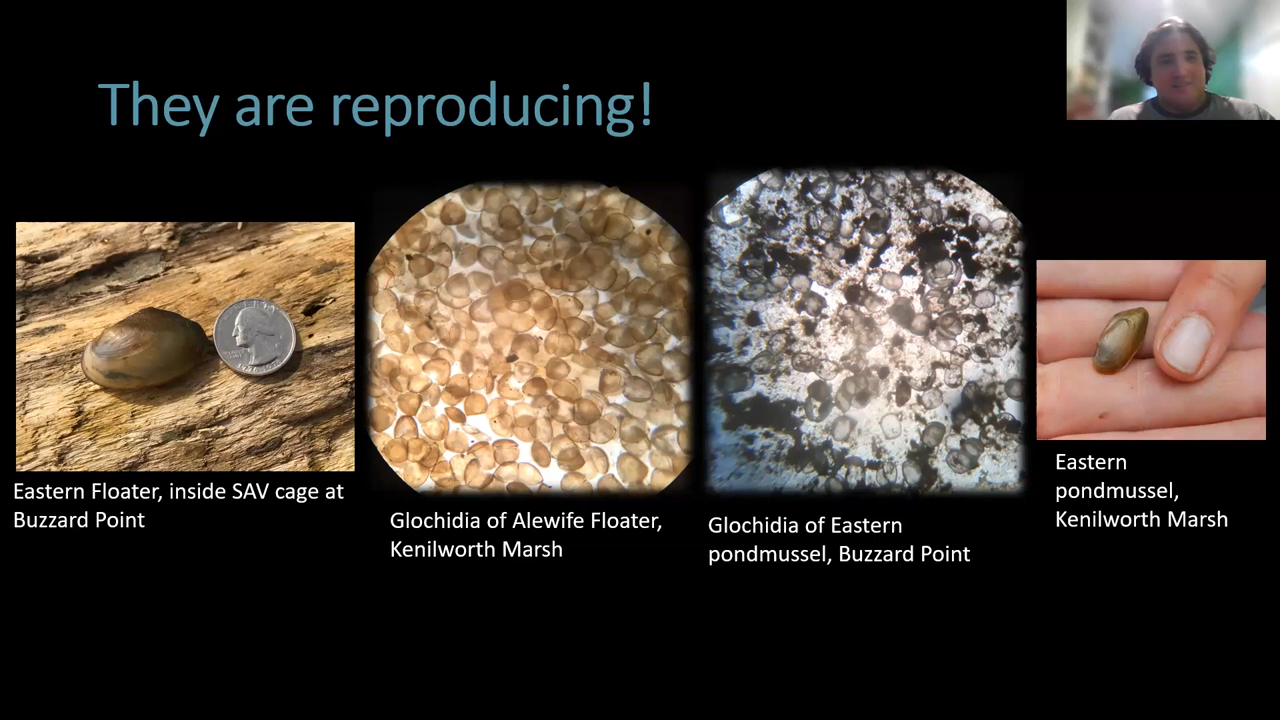 They are reproducing!
Eastern Floater, inside SAV cage at
Buzzard Point
Glochidia of Alewife Floater,
Kenilworth Marsh
Glochidia of Eastern
pondmussel, Buzzard Point
Eastern
pondmussel,
Kenilworth Marsh